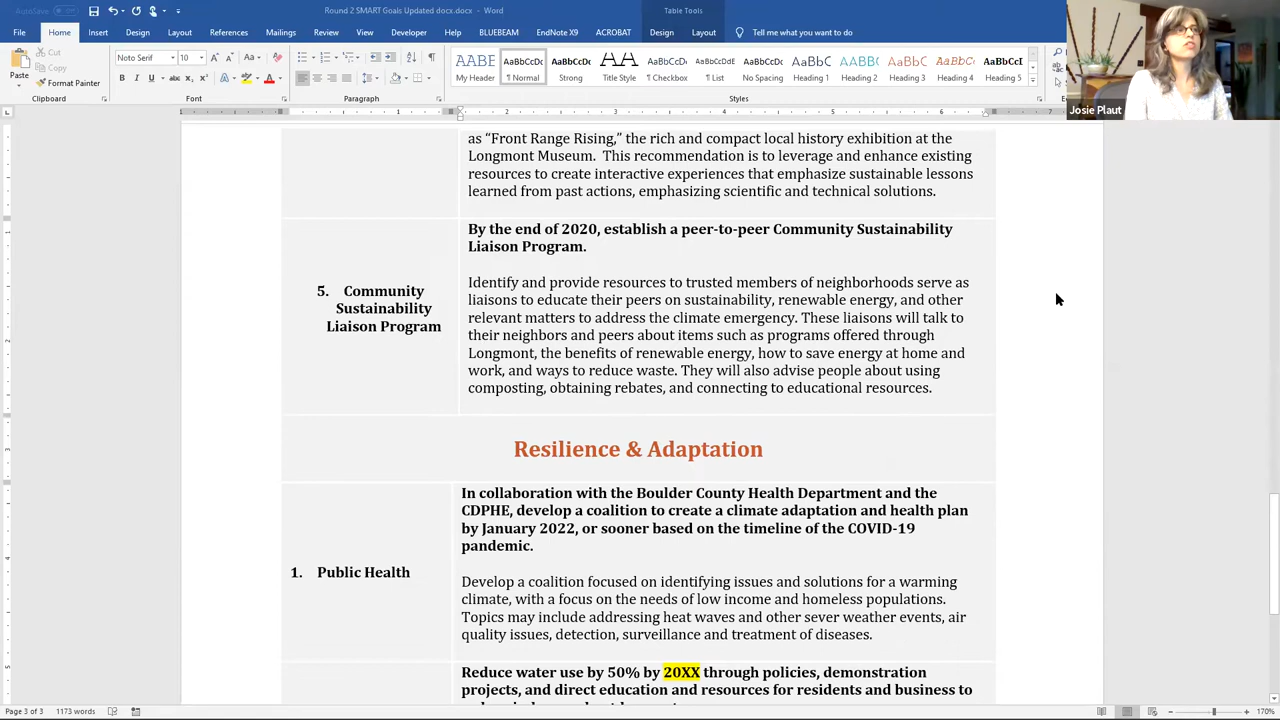 AutoSave
Round 2 SMART Goals Updated docx.docx - Word
Table Tools
File Home Insert Draw Design Layout References Mailings Review View Developer Help BLUEBEAM EndNote X9 ACROBAT Design Layout Tell me what you want to do
Paste
Cut
Copy
Format Painter
Clipboard
Noto Serif 10
Font
Paragraph
AABE AaBbCcDc AaBbCcDc AaBbCcDc AaBbCcDc AaBbCcDc AaBbC AaBbCc AaBbCcD AaBbCcD AaBbCcI
My Header ¶ Normal Strong Title Style ¶ Checkbox ¶ List No Spacing Heading 1 Heading 2 Heading 3 Heading 4 Heading 5
Styles
Josie Plaut
as “Front Range Rising,” the rich and compact local history exhibition at the
Longmont Museum. This recommendation is to leverage and enhance existing
resources to create interactive experiences that emphasize sustainable lessons
learned from past actions, emphasizing scientific and technical solutions.
5. Community
Sustainability
Liaison Program
By the end of 2020, establish a peer-to-peer Community Sustainability
Liaison Program.
Identify and provide resources to trusted members of neighborhoods serve as
liaisons to educate their peers on sustainability, renewable energy, and other
relevant matters to address the climate emergency. These liaisons will talk to
their neighbors and peers about items such as programs offered through
Longmont, the benefits of renewable energy, how to save energy at home and
work, and ways to reduce waste. They will also advise people about using
composting, obtaining rebates, and connecting to educational resources.
Resilience & Adaptation
1. Public Health
In collaboration with the Boulder County Health Department and the
CDPHE, develop a coalition to create a climate adaptation and health plan
by January 2022, or sooner based on the timeline of the COVID-19
pandemic.
Develop a coalition focused on identifying issues and solutions for a warming
climate, with a focus on the needs of low income and homeless populations.
Topics may include addressing heat waves and other sever weather events, air
quality issues, detection, surveillance and treatment of diseases.
Reduce water use by 50% by 20XX through policies, demonstration
projects, and direct education and resources for residents and business to
Page 3 of 3 1173 words
170%